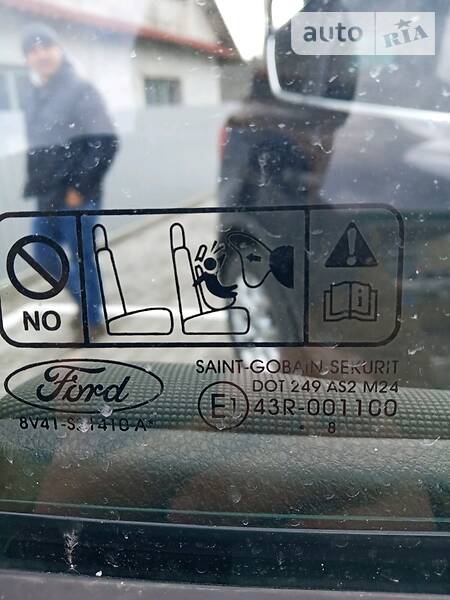 auto RIA
NO
Ford
SAINT-GOBAIN SEKURIT
DOT 249 AS2 M24
E1 43R-001100
. 8